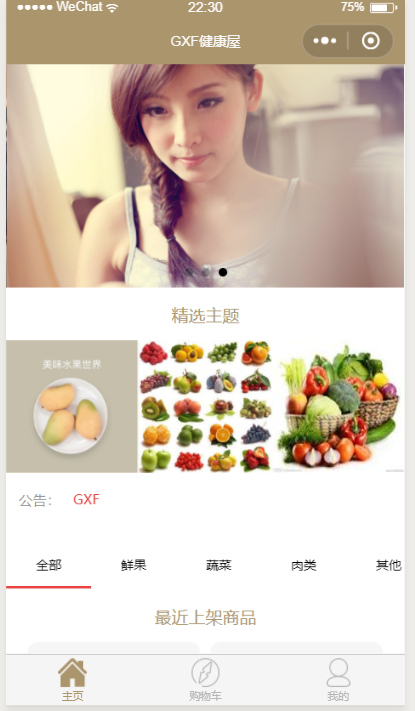 WeChat 22:30 75%
GXF健康屋
精选主题
美味水果世界
公告： GXF
全部 鲜果 蔬菜 肉类 其他
最近上架商品
主页 购物车 我的